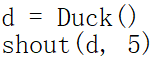 d = Duck()
shout(d, 5)